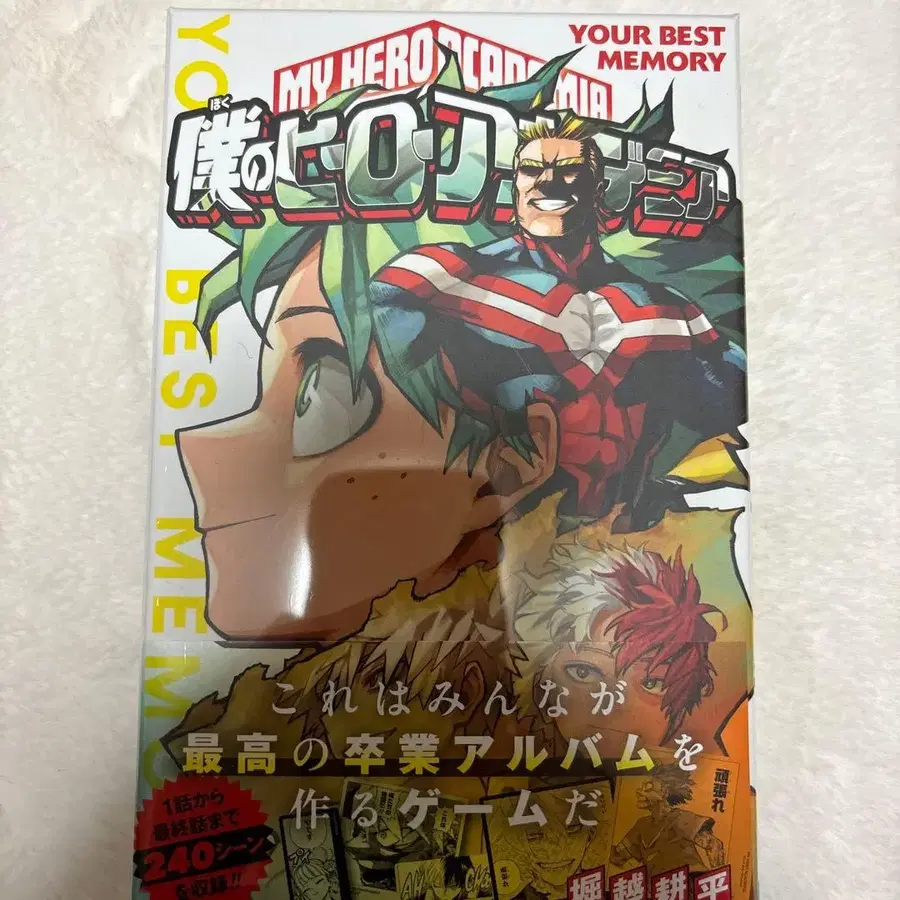 YOUR BEST
MEMORY
MY HERO ACADEMIA
ぼく
僕のヒーローアカデミア
BEST MEMO
これはみんなが
最高の卒業アルバムを
作るゲームだ
1話から
最終話まで
240シーン
を収録!!
頑張れ
堀越耕平